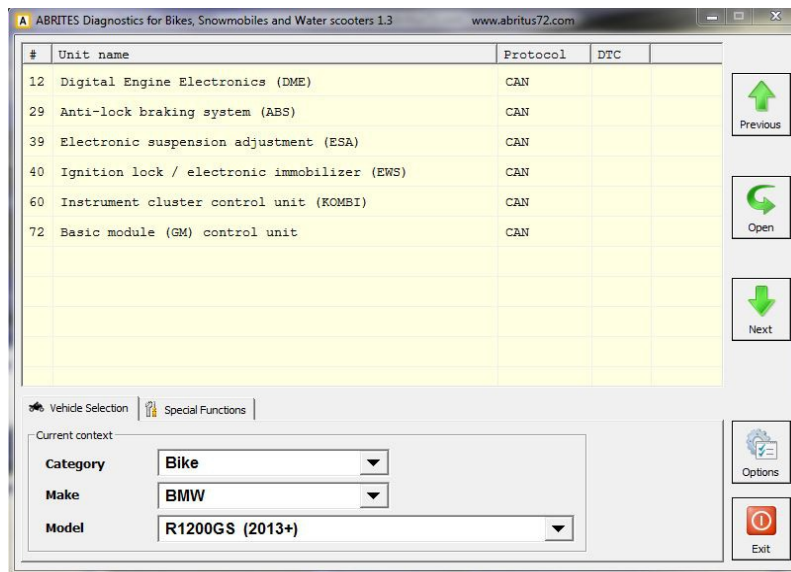 A ABRITES Diagnostics for Bikes, Snowmobiles and Water scooters 1.3 www.abritus72.com
# Unit name Protocol DTC
12 Digital Engine Electronics (DME) CAN
29 Anti-lock braking system (ABS) CAN
39 Electronic suspension adjustment (ESA) CAN
40 Ignition lock / electronic immobilizer (EWS) CAN
60 Instrument cluster control unit (KOMBI) CAN
72 Basic module (GM) control unit CAN
Previous
Open
Next
Vehicle Selection Special Functions
Current context
Category Bike
Make BMW
Model R1200GS (2013+)
Options
Exit